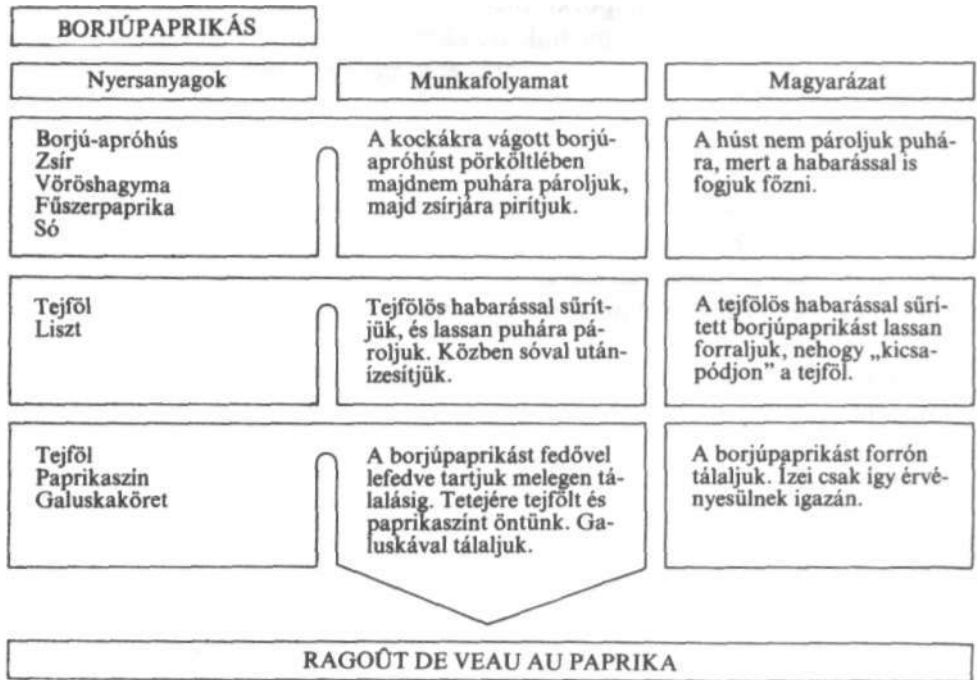 BORJÚPAPRIKÁS
Nyersanyagok
Munkafolyamat
Magyarázat
Borjú-apróhús
Zsír
Vöröshagyma
Fűszerpaprika
Só
A kockákra vágott borjú-
apróhúst pörköltlében
majdnem puhára pároljuk,
majd zsírjára pirítjuk.
A húst nem pároljuk puhá-
ra, mert a habarással is
fogjuk főzni.
Tejföl
Liszt
Tejfölös habarással sűrít-
jük, és lassan puhára pá-
roljuk. Közben sóvalután-
ízesítjük.
A tejfölös habarással sűrí-
tett borjúpaprikást lassan
forraljuk, nehogy „kicsa-
pódjon” a tejföl.
Tejföl
Paprikaszín
Galuskaköret
A borjúpaprikást fedővel
lefedve tartjuk melegen tá-
lalásig. Tetejére tejfölt és
paprikaszínt öntünk. Ga-
luskával tálaljuk.
A borjúpaprikást forrón
tálaljuk. Ízei csak így érvé-
nyesülnek igazán.
RAGOÛT DE VEAU AU PAPRIKA